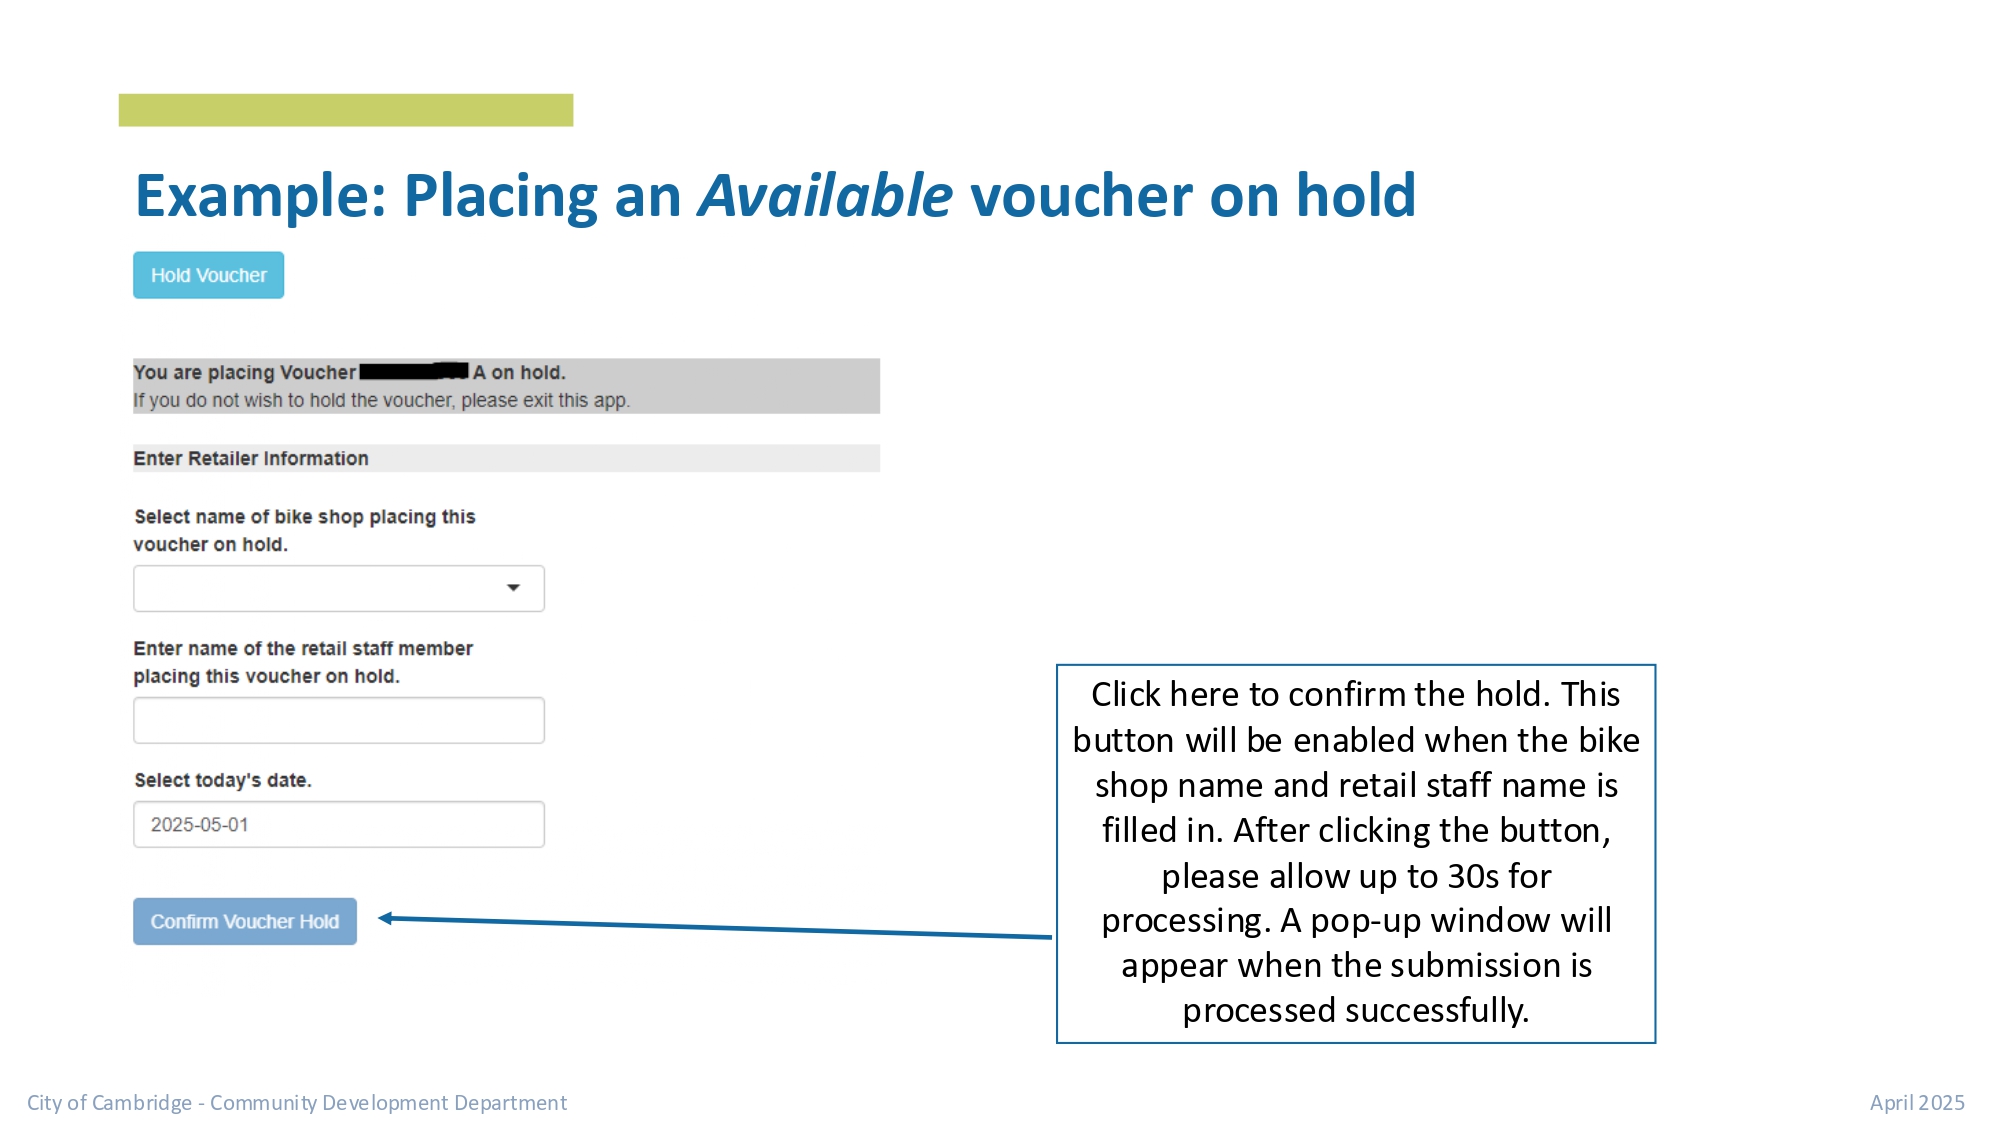 Example: Placing an Available voucher on hold
Hold Voucher
You are placing Voucher A on hold.
If you do not wish to hold the voucher, please exit this app.
Enter Retailer Information
Select name of bike shop placing this
voucher on hold.
Enter name of the retail staff member
placing this voucher on hold.
Select today's date.
2025-05-01
Confirm Voucher Hold
Click here to confirm the hold. This
button will be enabled when the bike
shop name and retail staff name is
filled in. After clicking the button,
please allow up to 30s for
processing. A pop-up window will
appear when the submission is
processed successfully.
City of Cambridge - Community Development Department
April 2025